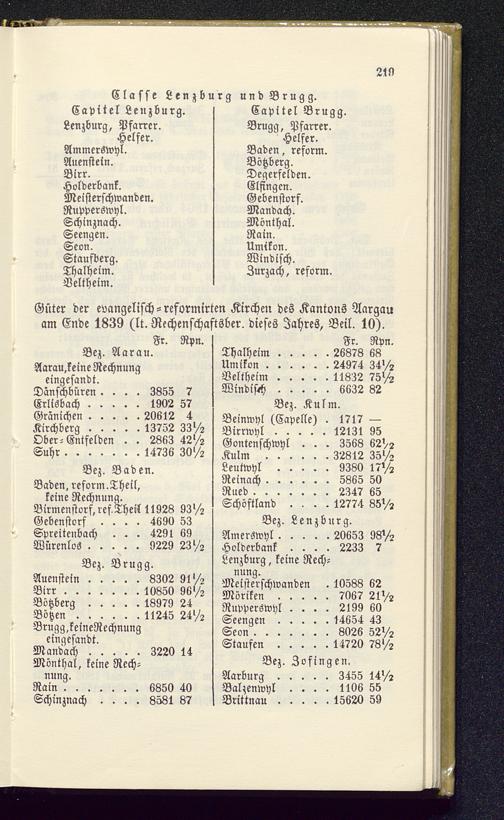 219
Classe Lenzburg und Brugg.
Capitel Lenzburg.
Lenzburg, Pfarrer.
Helfer.
Ammerswyl.
Auenstein.
Birr.
Holderbank.
Meisterschwanden.
Rupperswyl.
Schinznach.
Seengen.
Seon.
Staufberg.
Thalheim.
Veltheim.
Capitel Brugg.
Brugg, Pfarrer.
Helfer.
Baden, reform.
Bötzberg.
Degerfelden.
Elfingen.
Gebenstorf.
Mandach.
Mönthal.
Rain.
Umikon.
Windisch.
Zurzach, reform.
Güter der evangelisch-reformirten Kirchen des Kantons Aargau
am Ende 1839 (lt. Rechenschaftsber. dieses Jahres, Beil. 10).
Fr. Rpn.
Bez. Aarau.
Aarau, keine Rechnung
eingesandt.
Dänschbüren . . . . 3855 7
Erlisbach . . . . 1902 57
Gränichen . . . . 20612 4
Kirchberg . . . . 13752 33½
Ober-Entfelden . . 2863 42½
Suhr . . . . . . 14736 30½
Bez. Baden.
Baden, reform. Theil,
keine Rechnung.
Birmenstorf, ref. Theil 11928 93½
Gebenstorf . . . . 4690 53
Spreitenbach . . . 4291 69
Würenlos . . . . 9229 23½
Bez. Brugg.
Auenstein . . . . 8302 91½
Birr . . . . . . 10850 96½
Bötzberg . . . . 18979 24
Bötzen . . . . . 11245 24½
Brugg, keine Rechnung
eingesandt.
Mandach . . . . . 3220 14
Mönthal, keine Rech-
nung.
Rain . . . . . . 6850 40
Schinznach . . . . 8581 87
Fr. Rpn.
Thalheim . . . . . 26878 68
Umikon . . . . . 24974 34½
Veltheim . . . . . 11832 75½
Windisch . . . . . 6632 82
Bez. Kulm.
Beinwyl (Capelle) . 1717 —
Birrwyl . . . . . 12131 95
Gontenschwyl . . . 3568 62½
Kulm . . . . . . 32812 35½
Leutwyl . . . . . 9380 17½
Reinach . . . . . 5865 50
Rued . . . . . . 2347 65
Schöftland . . . . 12774 85½
Bez. Lenzburg.
Amerswyl . . . . . 20653 98½
Holderbank . . . . 2233 7
Lenzburg, keine Rech-
nung.
Meisterschwanden . . 10588 62
Möriken . . . . . 7067 21½
Rupperswyl . . . . 2199 60
Seengen . . . . . 14654 43
Seon . . . . . . 8026 52½
Staufen . . . . . 14720 78½
Bez. Zofingen.
Aarburg . . . . . 3455 14½
Balzenwyl . . . . 1106 55
Brittnau . . . . . 15620 59